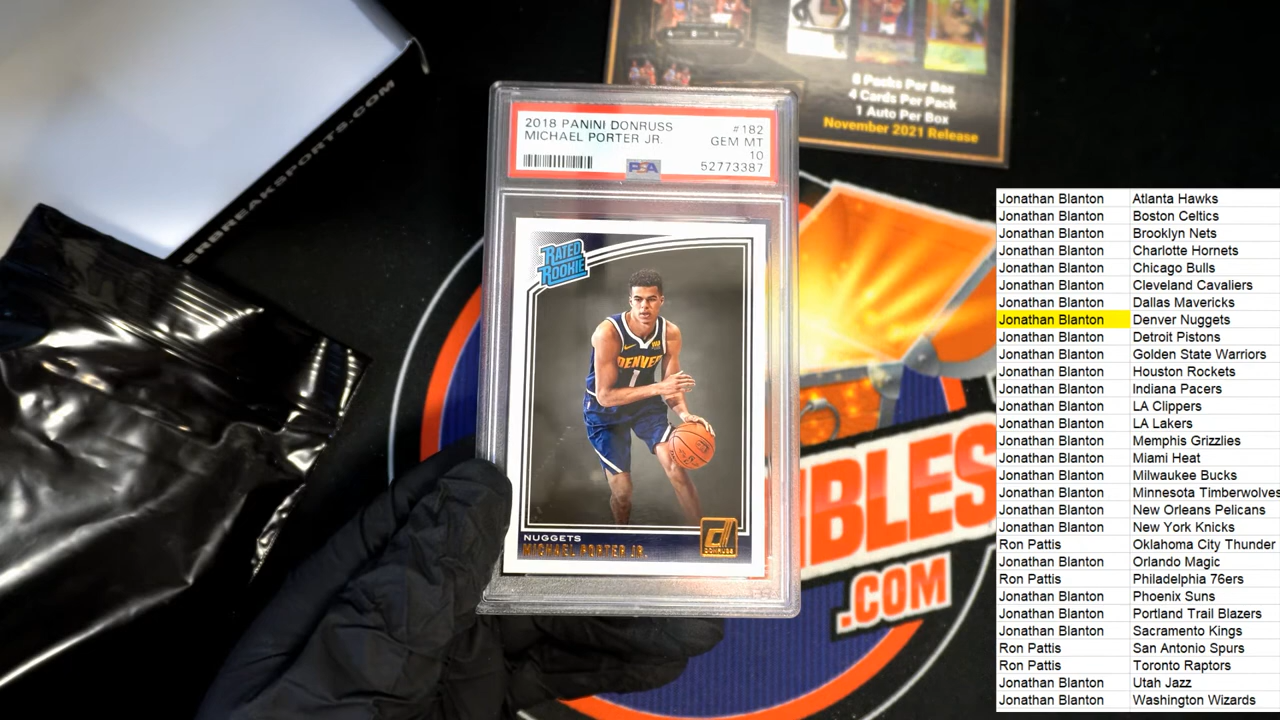 ERBREAKSPORTS.COM
8 Packs Per Box
4 Cards Per Pack
1 Auto Per Box
November 2021 Release
2018 PANINI DONRUSS
MICHAEL PORTER JR.
#182
GEM MT
10
52773387
PSA
RATED
ROOKIE
DENVER
1
NUGGETS
MICHAEL PORTER JR.
d
DONRUSS
IBLES
.COM
Jonathan Blanton Atlanta Hawks
Jonathan Blanton Boston Celtics
Jonathan Blanton Brooklyn Nets
Jonathan Blanton Charlotte Hornets
Jonathan Blanton Chicago Bulls
Jonathan Blanton Cleveland Cavaliers
Jonathan Blanton Dallas Mavericks
Jonathan Blanton Denver Nuggets
Jonathan Blanton Detroit Pistons
Jonathan Blanton Golden State Warriors
Jonathan Blanton Houston Rockets
Jonathan Blanton Indiana Pacers
Jonathan Blanton LA Clippers
Jonathan Blanton LA Lakers
Jonathan Blanton Memphis Grizzlies
Jonathan Blanton Miami Heat
Jonathan Blanton Milwaukee Bucks
Jonathan Blanton Minnesota Timberwolves
Jonathan Blanton New Orleans Pelicans
Jonathan Blanton New York Knicks
Ron Pattis Oklahoma City Thunder
Jonathan Blanton Orlando Magic
Ron Pattis Philadelphia 76ers
Jonathan Blanton Phoenix Suns
Jonathan Blanton Portland Trail Blazers
Jonathan Blanton Sacramento Kings
Ron Pattis San Antonio Spurs
Ron Pattis Toronto Raptors
Jonathan Blanton Utah Jazz
Jonathan Blanton Washington Wizards